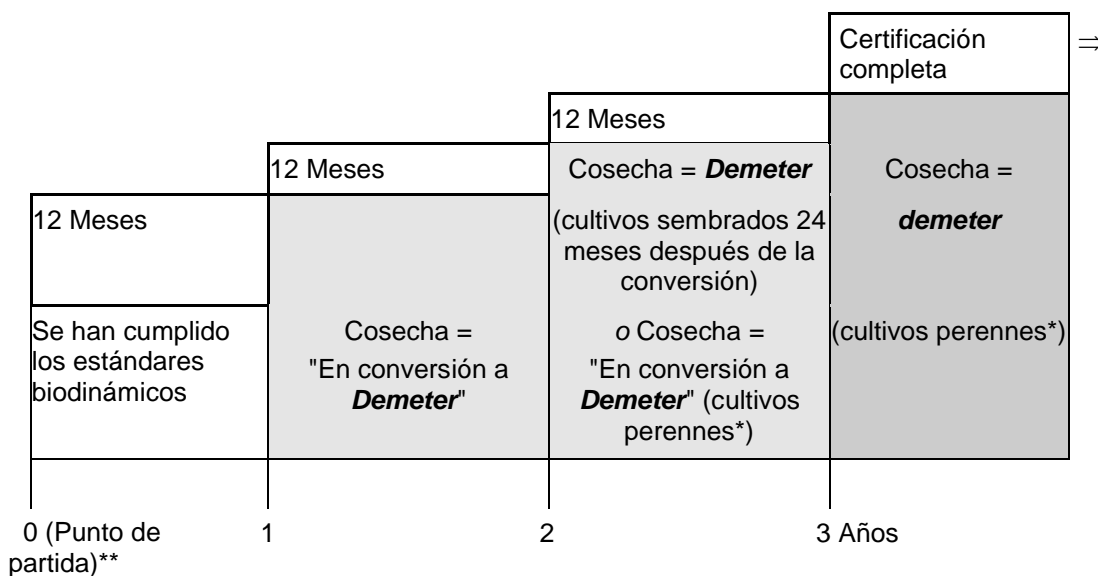 Certificación
completa
⇒
12 Meses
12 Meses
Cosecha = Demeter
Cosecha =
12 Meses
(cultivos sembrados 24
meses después de la
conversión)
demeter
Se han cumplido
los estándares
biodinámicos
Cosecha =
"En conversión a
Demeter"
o Cosecha =
"En conversión a
Demeter" (cultivos
perennes*)
(cultivos perennes*)
0 (Punto de
partida)**
1
2
3 Años